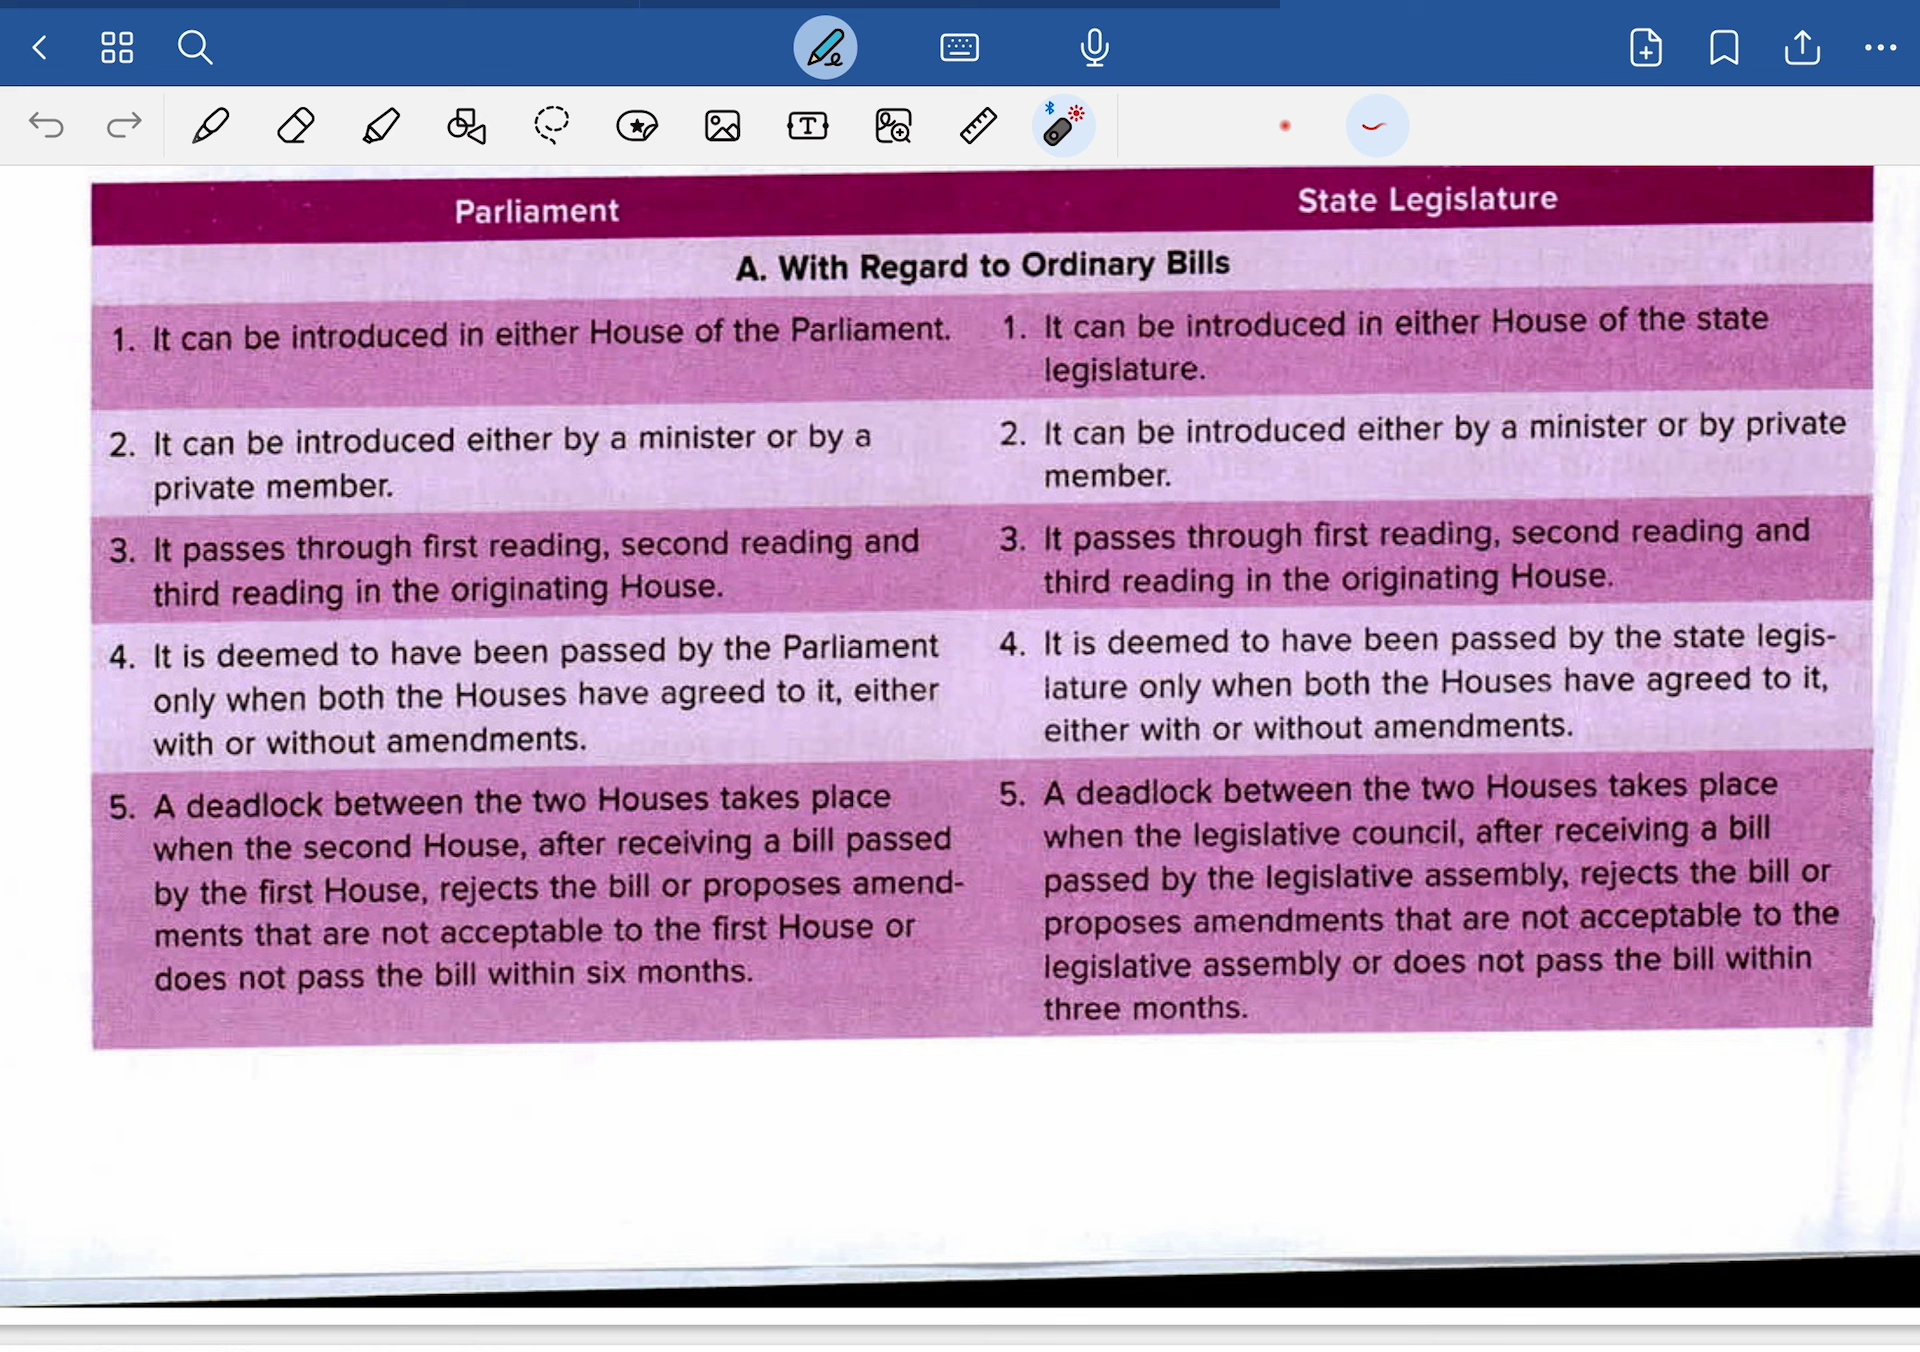 Parliament
State Legislature
A. With Regard to Ordinary Bills
1. It can be introduced in either House of the Parliament.
1. It can be introduced in either House of the state
legislature.
2. It can be introduced either by a minister or by a
private member.
2. It can be introduced either by a minister or by private
member.
3. It passes through first reading, second reading and
third reading in the originating House.
3. It passes through first reading, second reading and
third reading in the originating House.
4. It is deemed to have been passed by the Parliament
only when both the Houses have agreed to it, either
with or without amendments.
4. It is deemed to have been passed by the state legis-
lature only when both the Houses have agreed to it,
either with or without amendments.
5. A deadlock between the two Houses takes place
when the second House, after receiving a bill passed
by the first House, rejects the bill or proposes amend-
ments that are not acceptable to the first House or
does not pass the bill within six months.
5. A deadlock between the two Houses takes place
when the legislative council, after receiving a bill
passed by the legislative assembly, rejects the bill or
proposes amendments that are not acceptable to the
legislative assembly or does not pass the bill within
three months.